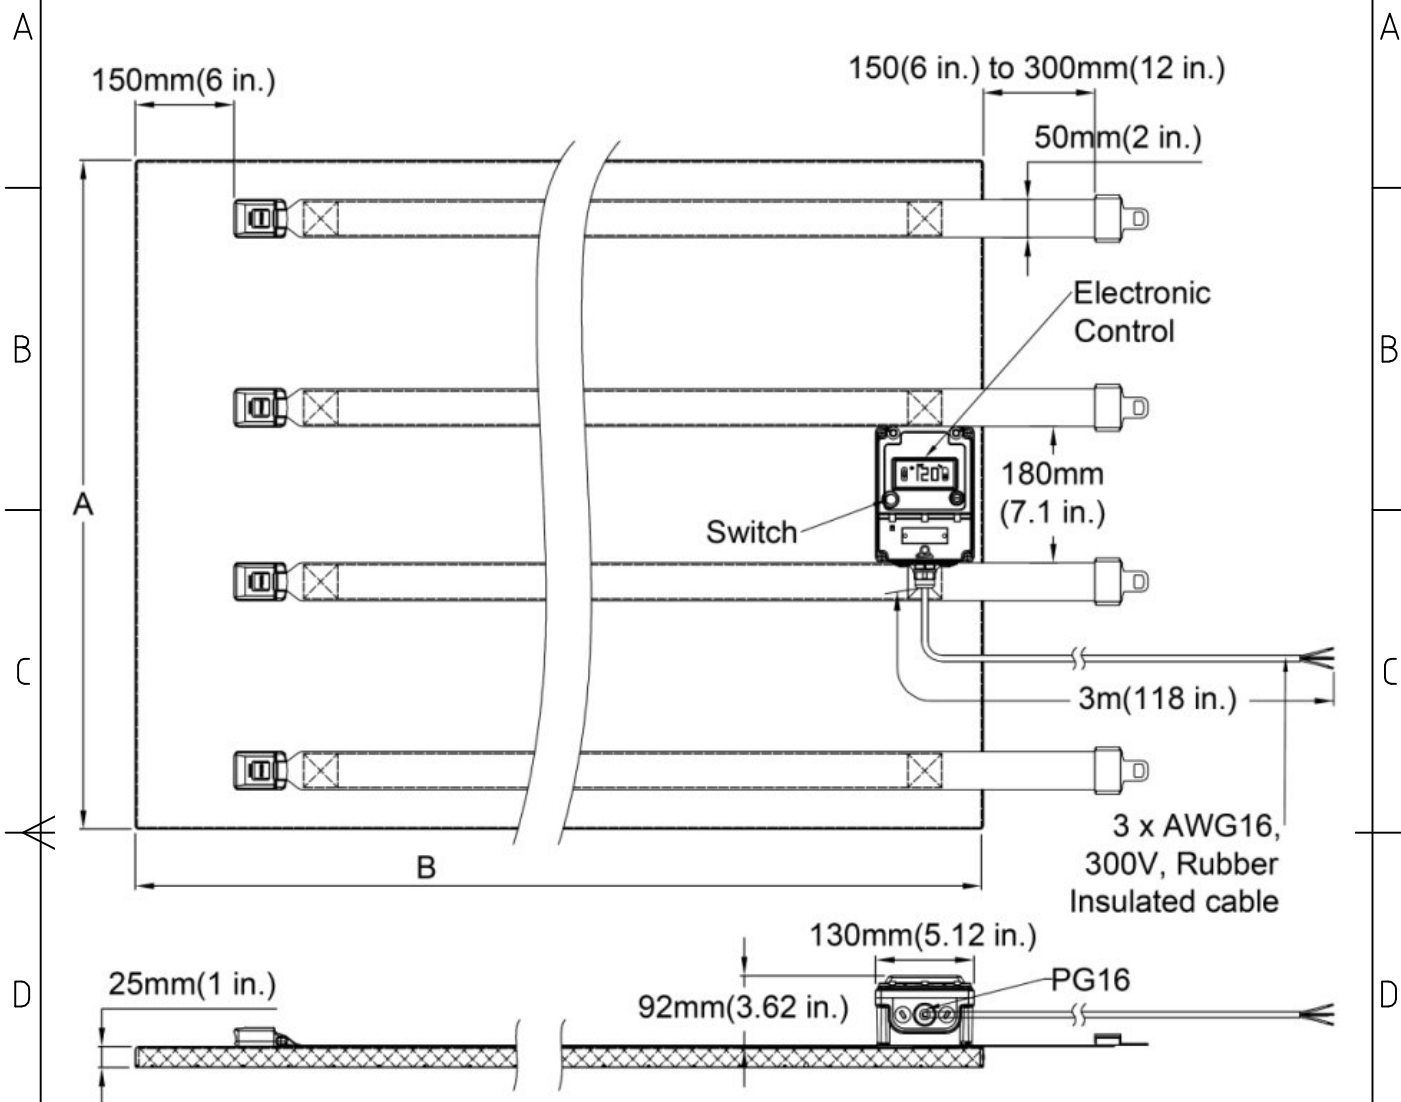 A
A
150mm(6 in.)
150(6 in.) to 300mm(12 in.)
50mm(2 in.)
Electronic
Control
B
B
180mm
(7.1 in.)
A
Switch
C
C
3m(118 in.)
3 x AWG16,
300V, Rubber
Insulated cable
B
130mm(5.12 in.)
25mm(1 in.)
92mm(3.62 in.)
PG16
D
D